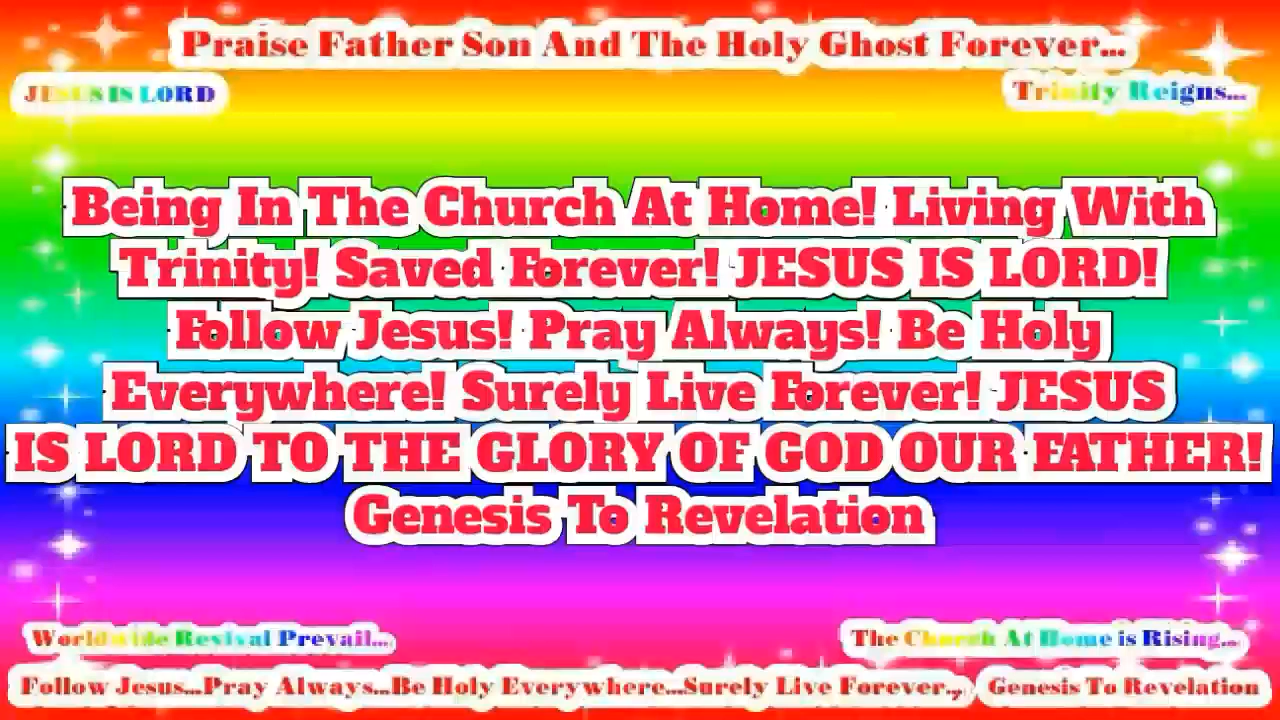 Praise Father Son And The Holy Ghost Forever...
JESUS IS LORD
Trinity Reigns...
Being In The Church At Home! Living With
Trinity! Saved Forever! JESUS IS LORD!
Follow Jesus! Pray Always! Be Holy
Everywhere! Surely Live Forever! JESUS
IS LORD TO THE GLORY OF GOD OUR FATHER!
Genesis To Revelation
Worldwide Revival Prevail...
The Church At Home is Rising...
Follow Jesus...Pray Always...Be Holy Everywhere...Surely Live Forever.., Genesis To Revelation